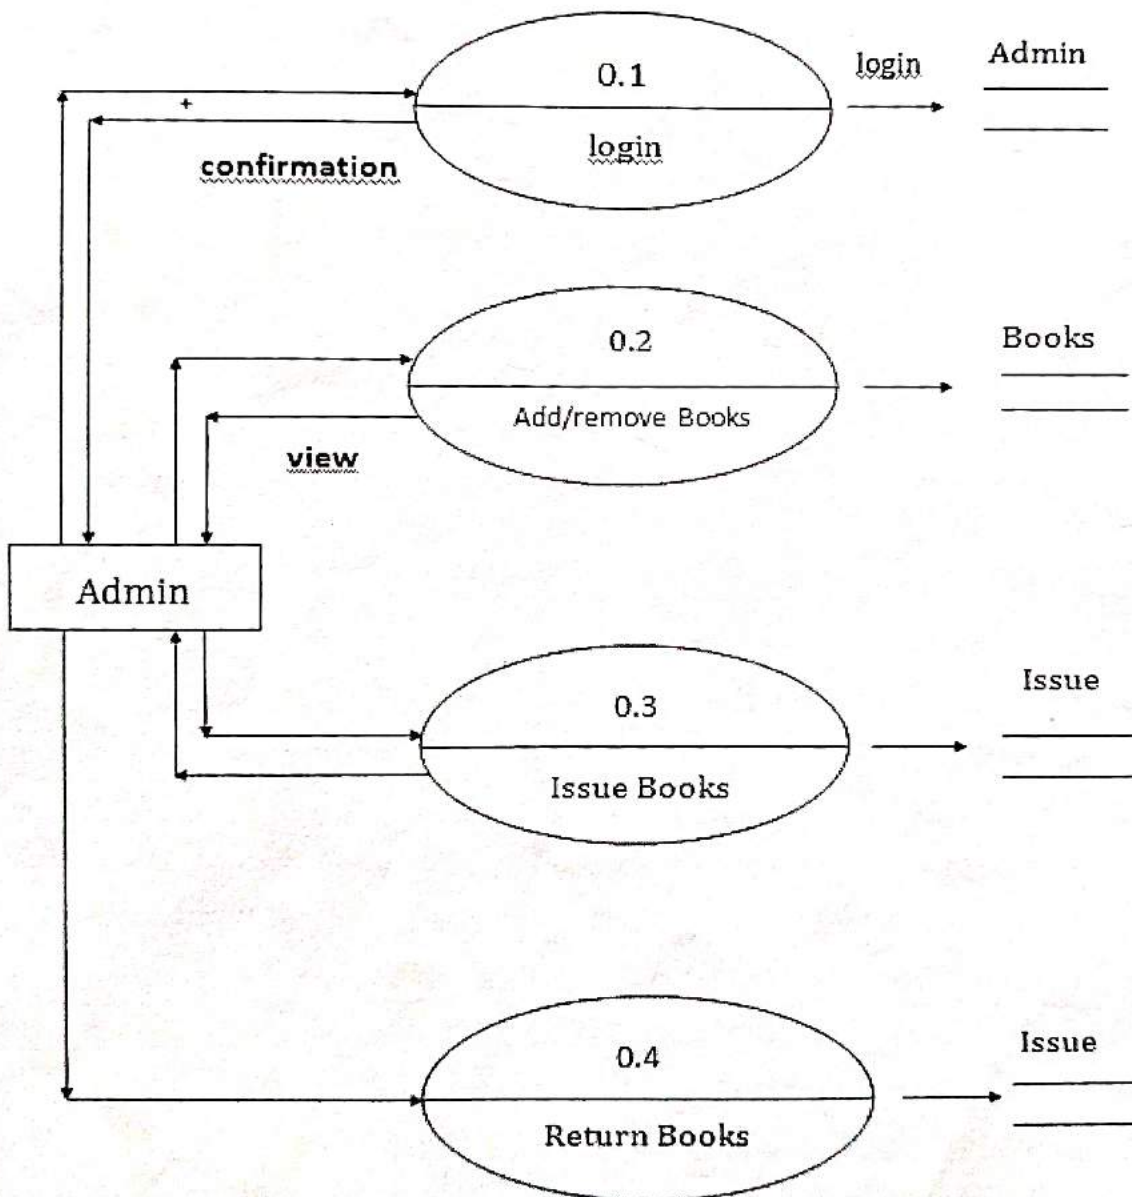 0.1
login
Admin
login
confirmation
0.2
Books
Add/remove Books
view
Admin
0.3
Issue
Issue Books
0.4
Issue
Return Books